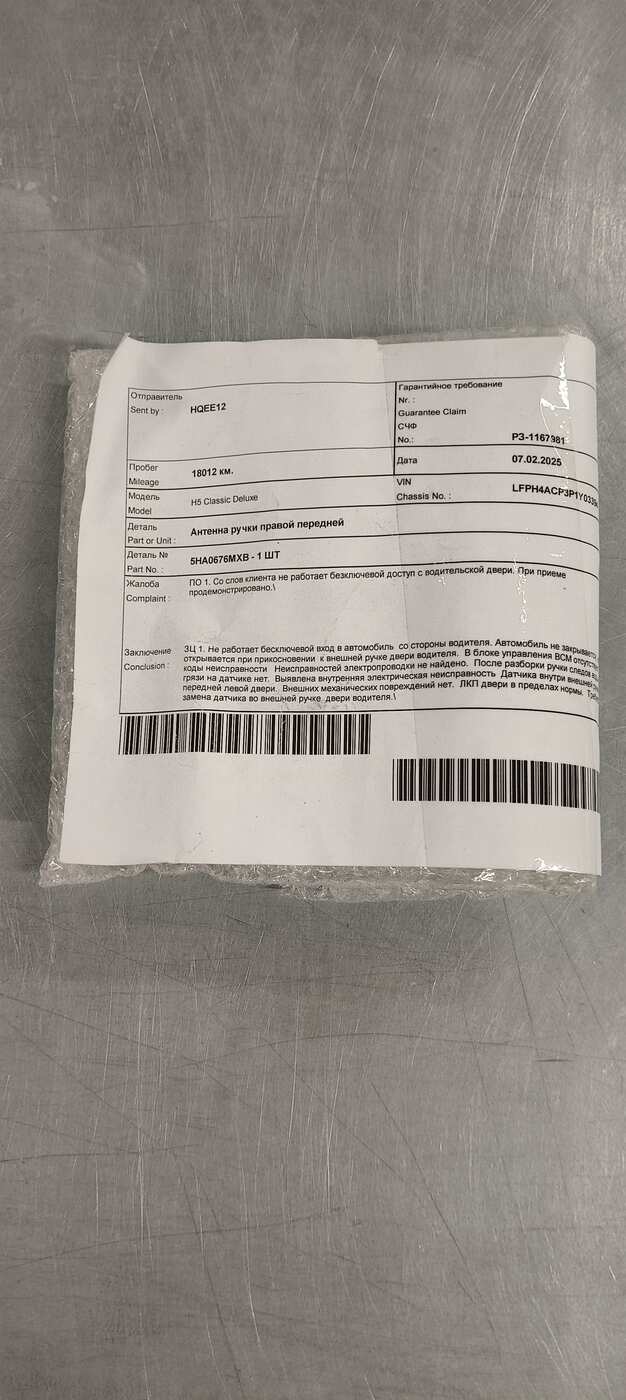 Отправитель
Sent by : HQEE12
Гарантийное требование
Nr. :
Guarantee Claim
СЧФ
No.: РЗ-1167981
Пробег
Mileage 18012 км.
Дата 07.02.2025
Модель
Model H5 Classic Deluxe
VIN
Chassis No. : LFPH4ACP3P1Y033
Деталь
Part or Unit : Антенна ручки правой передней
Деталь №
Part No. : 5HA0676MXB - 1 ШТ
Жалоба
Complaint :
ПО 1. Со слов клиента не работает безключевой доступ с водительской двери. При приеме
продемонстрировано.\
Заключение
Conclusion :
ЗЦ 1. Не работает бесключевой вход в автомобиль со стороны водителя. Автомобиль не закрывается
открывается при прикосновении к внешней ручке двери водителя. В блоке управления BCM
коды неисправности Неисправностей электропроводки не найдено. После разборки ручки следов
грязи на датчике нет. Выявлена внутренняя электрическая неисправность Датчика внутри внешней
передней левой двери. Внешних механических повреждений нет. ЛКП двери в пределах нормы.
замена датчика во внешней ручке двери водителя.\